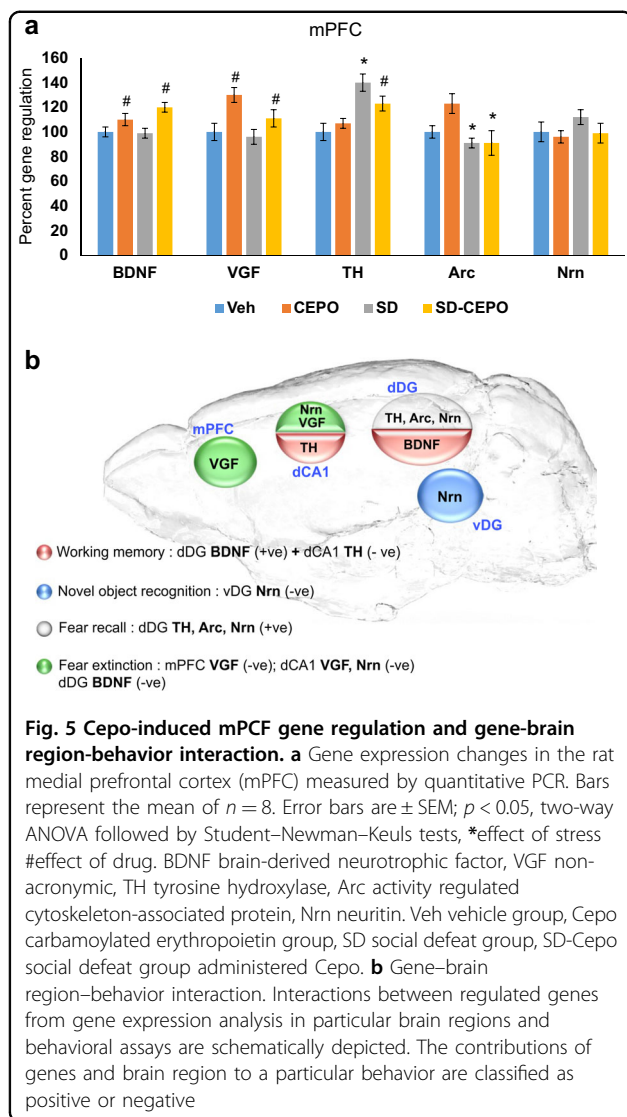 a
mPFC
Percent gene regulation
160
140
120
100
80
60
40
20
0
# # # # * # * *
BDNF VGF TH Arc Nrn
Veh CEPO SD SD-CEPO
b
dDG
mPFC
Nrn
VGF
TH, Arc, Nrn
VGF
TH
BDNF
dCA1
Nrn
vDG
Working memory : dDG BDNF (+ve) + dCA1 TH (- ve)
Novel object recognition : vDG Nrn (-ve)
Fear recall : dDG TH, Arc, Nrn (+ve)
Fear extinction : mPFC VGF (-ve); dCA1 VGF, Nrn (-ve)
dDG BDNF (-ve)
Fig. 5 Cepo-induced mPCF gene regulation and gene-brain
region-behavior interaction. a Gene expression changes in the rat
medial prefrontal cortex (mPFC) measured by quantitative PCR. Bars
represent the mean of n = 8. Error bars are ± SEM; p < 0.05, two-way
ANOVA followed by Student–Newman–Keuls tests, *effect of stress
#effect of drug. BDNF brain-derived neurotrophic factor, VGF non-
acronymic, TH tyrosine hydroxylase, Arc activity regulated
cytoskeleton-associated protein, Nrn neuritin. Veh vehicle group, Cepo
carbamoylated erythropoietin group, SD social defeat group, SD-Cepo
social defeat group administered Cepo. b Gene–brain
region–behavior interaction. Interactions between regulated genes
from gene expression analysis in particular brain regions and
behavioral assays are schematically depicted. The contributions of
genes and brain region to a particular behavior are classified as
positive or negative